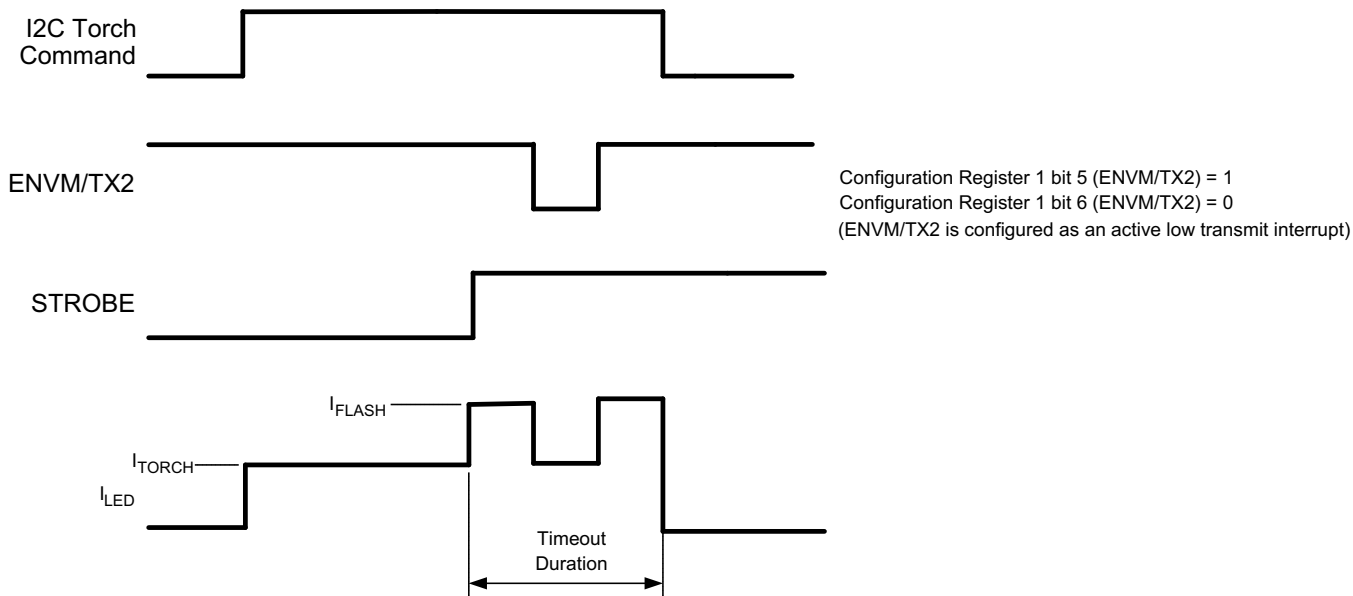 I2C Torch
Command
ENVM/TX2
Configuration Register 1 bit 5 (ENVM/TX2) = 1
Configuration Register 1 bit 6 (ENVM/TX2) = 0
(ENVM/TX2 is configured as an active low transmit interrupt)
STROBE
IFLASH
ITORCH
ILED
Timeout
Duration